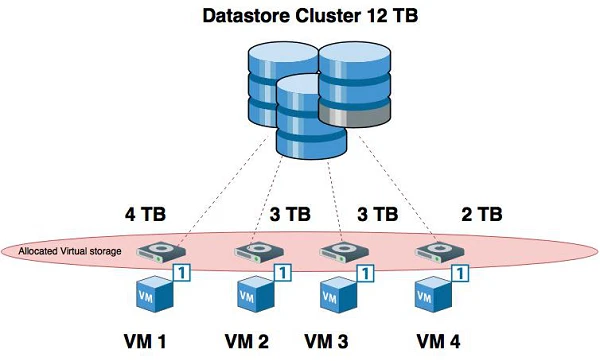 Datastore Cluster 12 TB
4 TB 3 TB 3 TB 2 TB
Allocated Virtual storage
1 1 1 1
VM VM VM VM
VM 1 VM 2 VM 3 VM 4